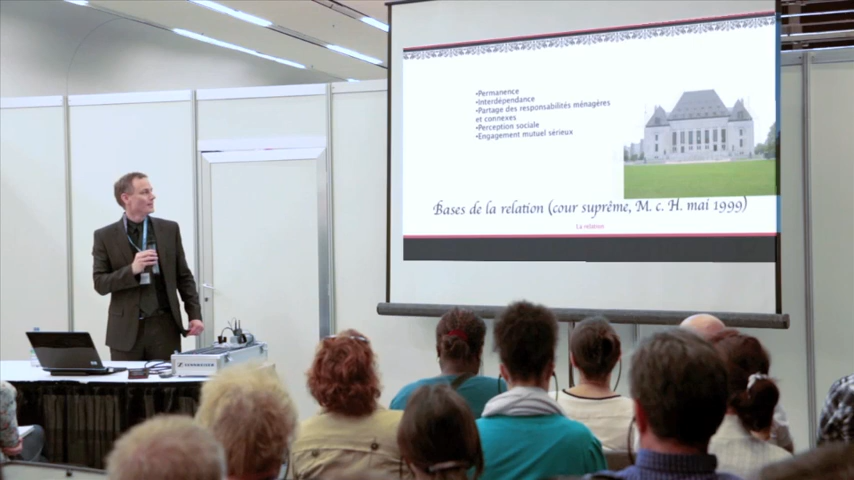 •Permanence
•Interdépendance
•Partage des responsabilités ménagères
et connexes
•Perception sociale
•Engagement mutuel sérieux
Bases de la relation (cour suprême, M. c. H. mai 1999)
La relation
SENNHEISER